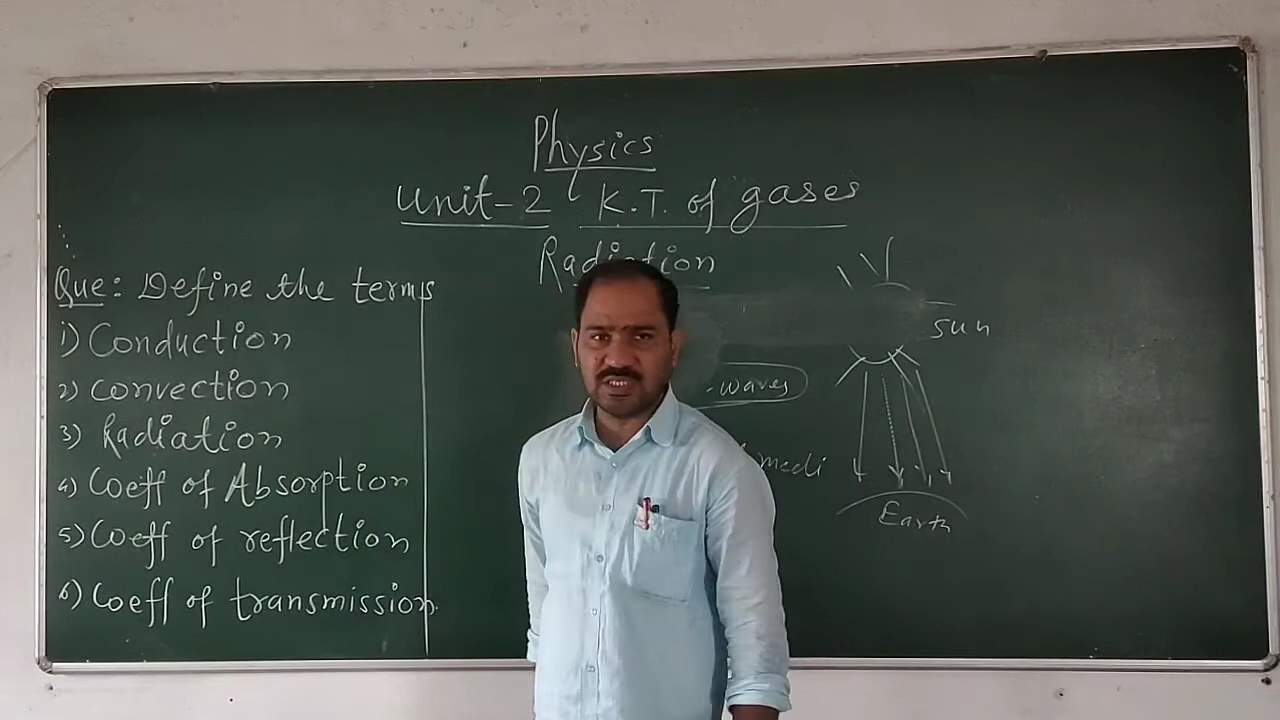 Physics
Unit-2 K.T. of gases
Radiation
Que: Define the terms
1) Conduction
2) Convection
3) Radiation
4) Coeff of Absorption
5) Coeff of reflection
6) Coeff of transmission.
Sun
-waves
medi
Earth